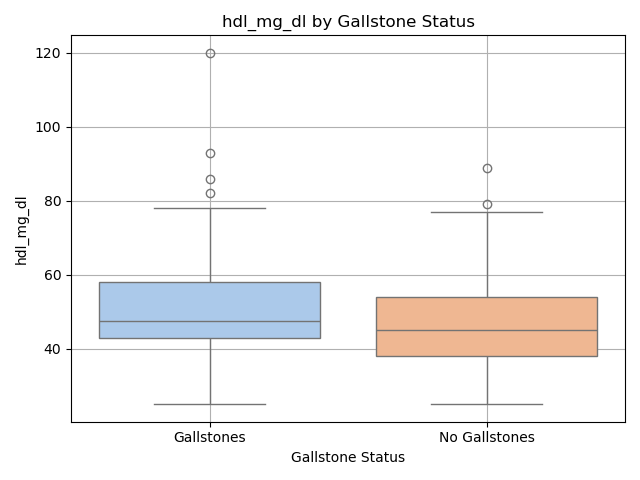 hdl_mg_dl by Gallstone Status
120
100
80
60
40
hdl_mg_dl
Gallstones
No Gallstones
Gallstone Status